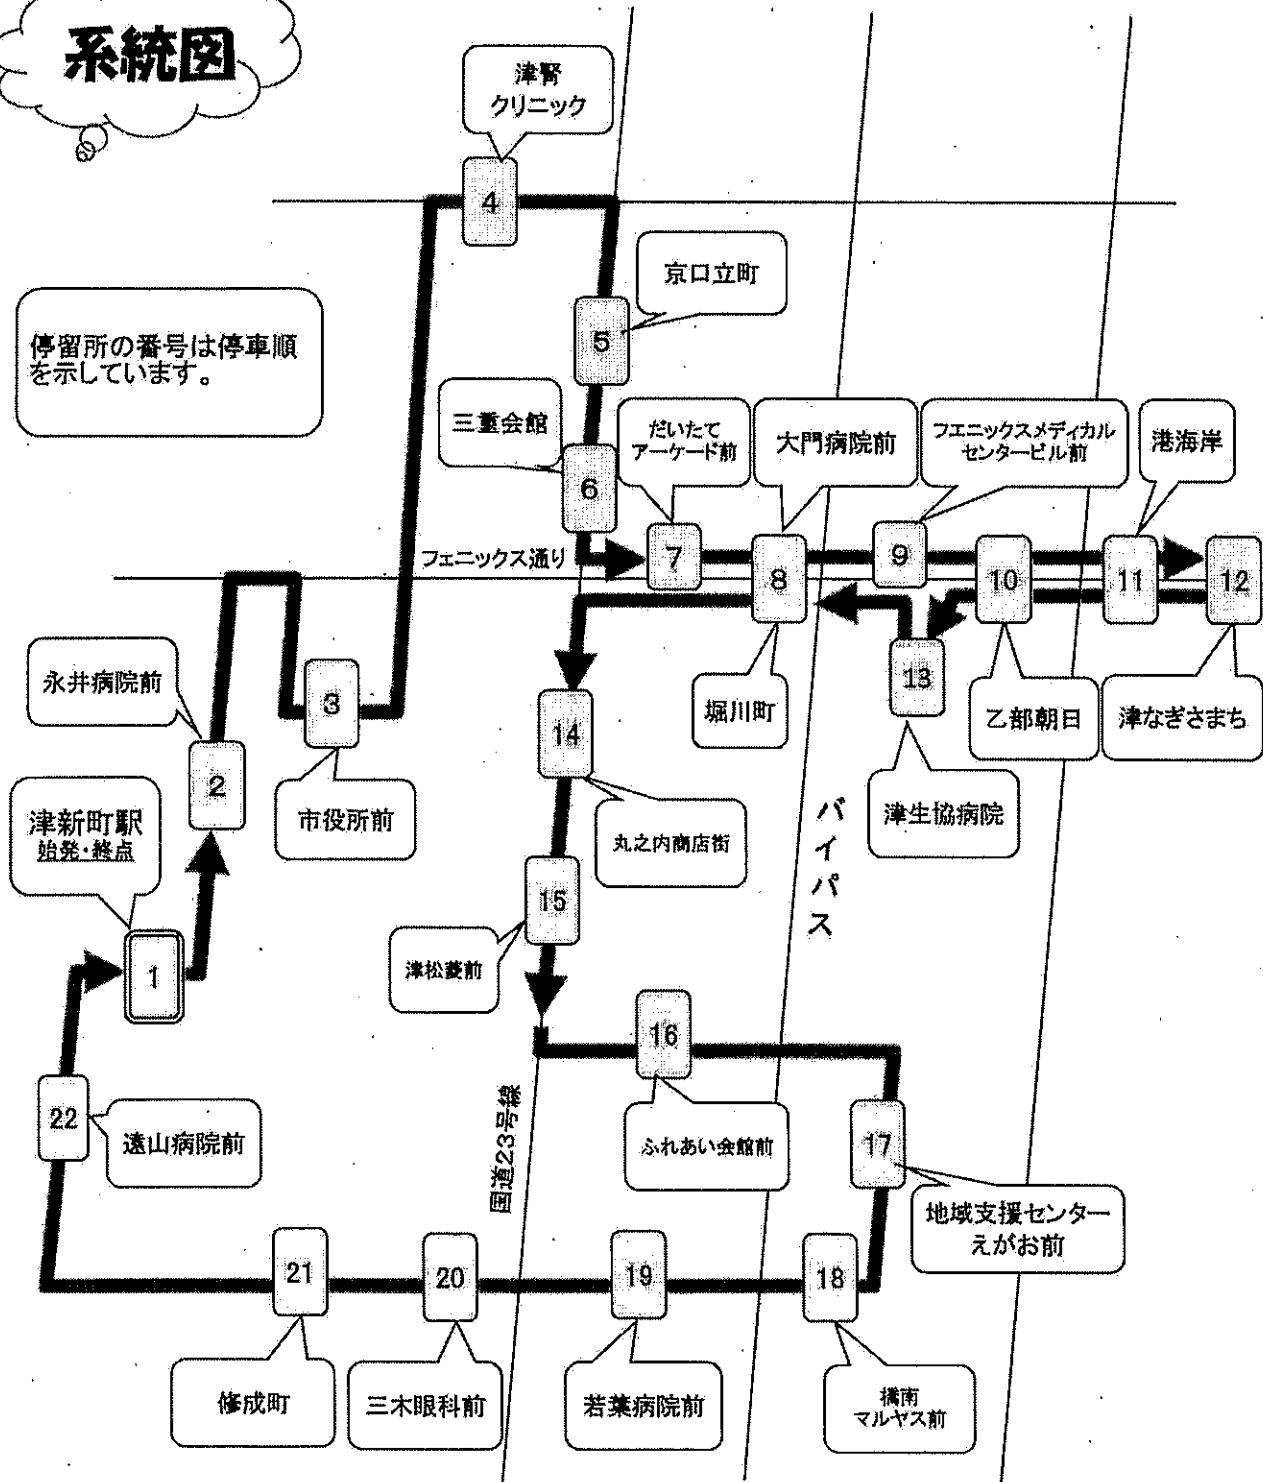 系統図
津腎
クリニック
4
京口立町
停留所の番号は停車順
を示しています。
5
三重会館
だいたて
アーケード前
大門病院前
フエニックスメディカル
センタービル前
港海岸
6
フェニックス通り
7
8
9
10
11
12
永井病院前
3
13
堀川町
乙部朝日
津なぎさまち
14
2
津新町駅
始発・終点
市役所前
バイパス
津生協病院
丸之内商店街
15
津松菱前
1
16
国道23号線
22
遠山病院前
ふれあい会館前
17
地域支援センター
えがお前
21
20
19
18
修成町
三木眼科前
若葉病院前
橋南
マルヤス前